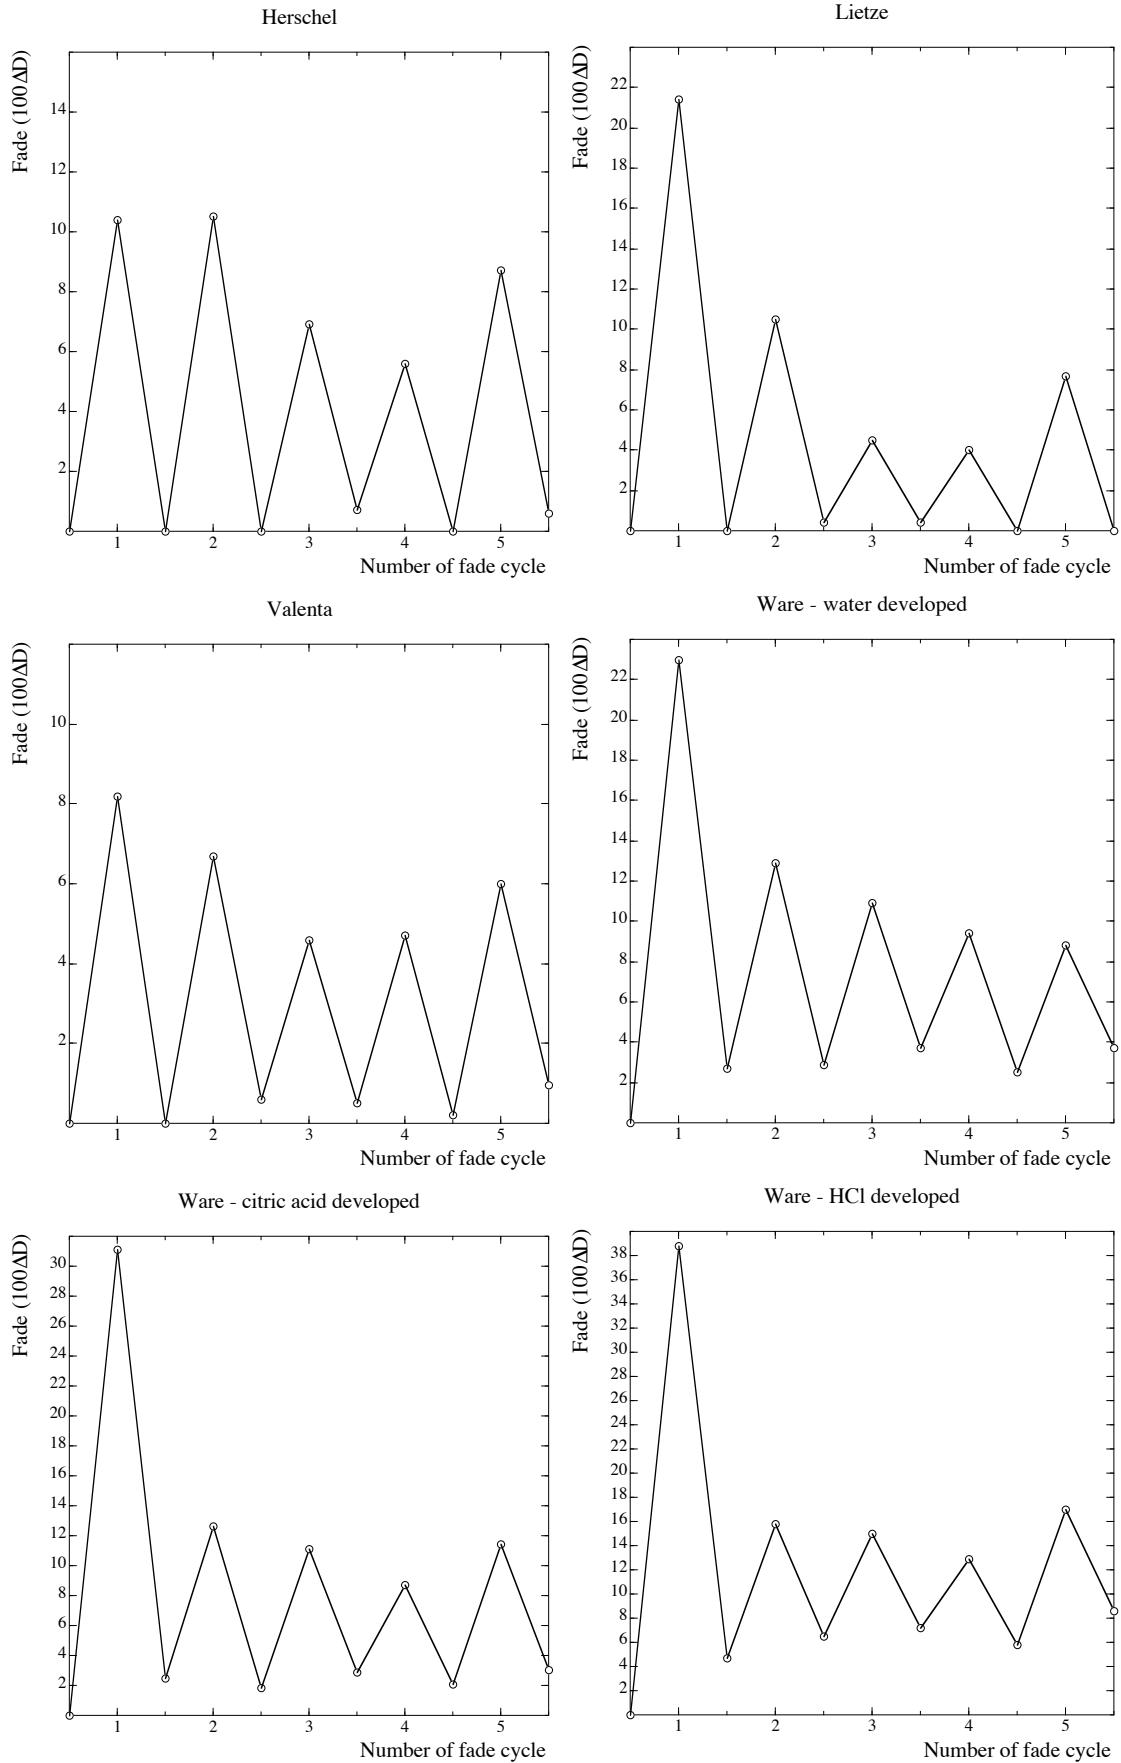 Herschel
Fade (100ΔD)
14
12
10
8
6
4
2
1 2 3 4 5
Number of fade cycle
Lietze
Fade (100ΔD)
22
20
18
16
14
12
10
8
6
4
2
1 2 3 4 5
Number of fade cycle
Valenta
Fade (100ΔD)
10
8
6
4
2
1 2 3 4 5
Number of fade cycle
Ware - water developed
Fade (100ΔD)
22
20
18
16
14
12
10
8
6
4
2
1 2 3 4 5
Number of fade cycle
Ware - citric acid developed
Fade (100ΔD)
30
28
26
24
22
20
18
16
14
12
10
8
6
4
2
1 2 3 4 5
Number of fade cycle
Ware - HCl developed
Fade (100ΔD)
38
36
34
32
30
28
26
24
22
20
18
16
14
12
10
8
6
4
2
1 2 3 4 5
Number of fade cycle